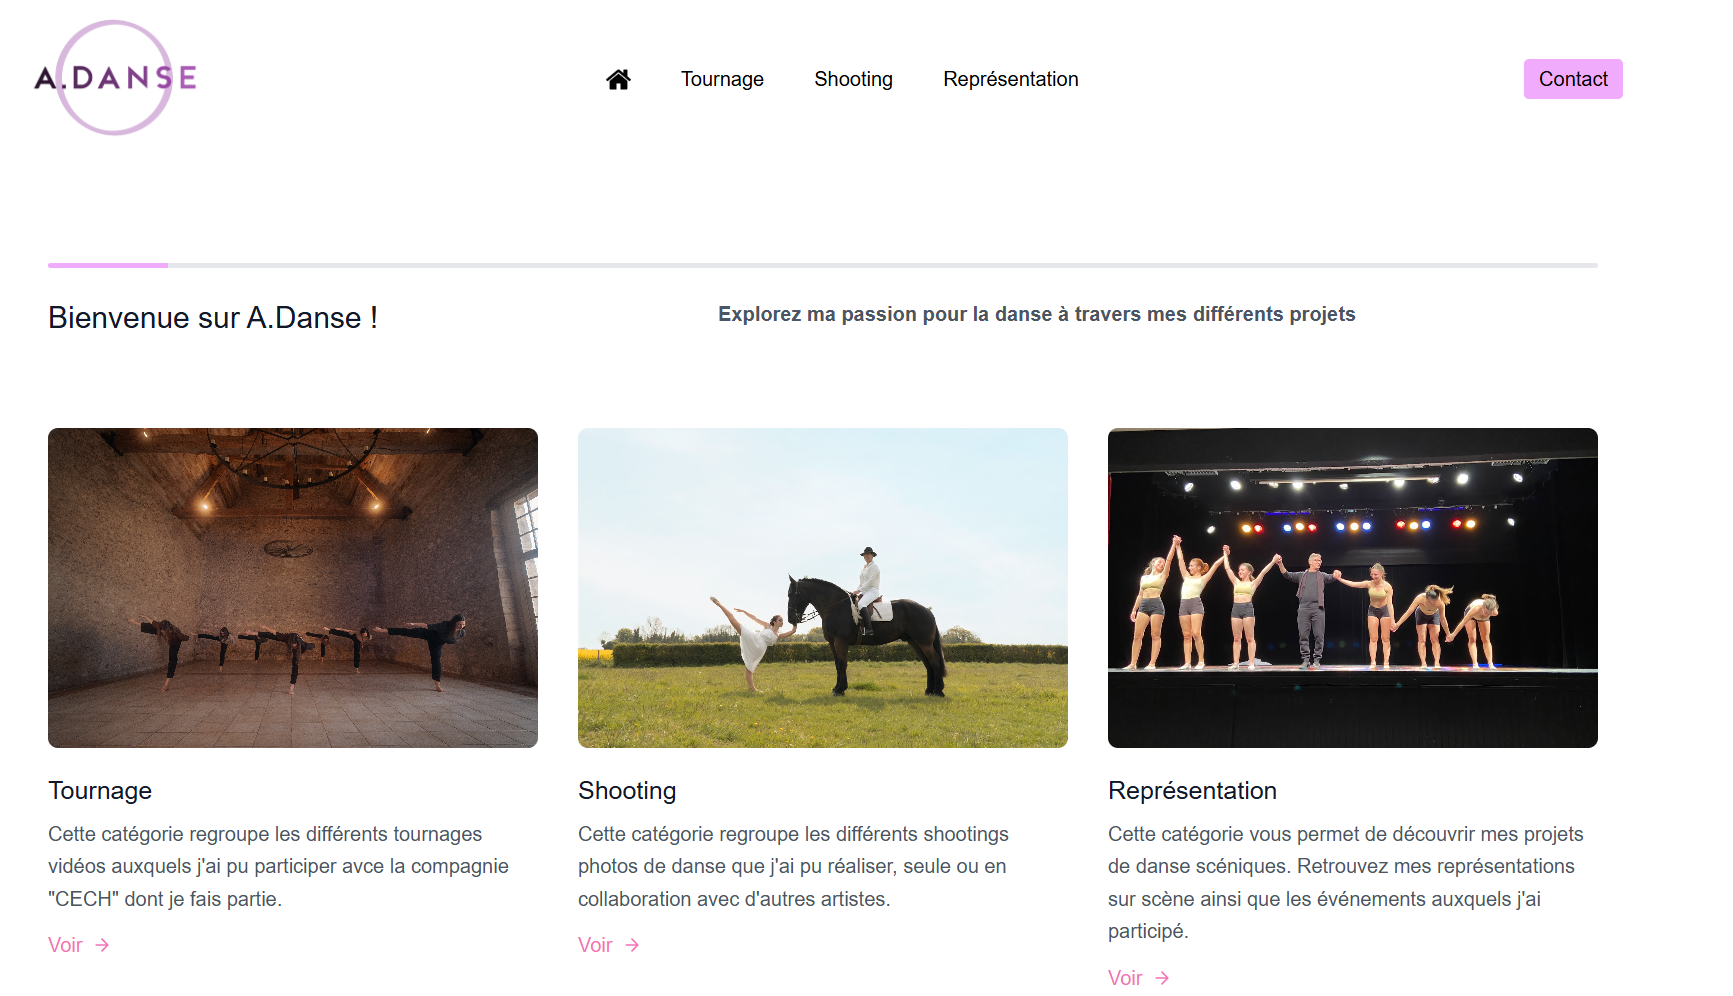 A.DANSE
Tournage
Shooting
Représentation
Contact
Bienvenue sur A.Danse !
Explorez ma passion pour la danse à travers mes différents projets
Tournage
Cette catégorie regroupe les différents tournages
vidéos auxquels j'ai pu participer avce la compagnie
"CECH" dont je fais partie.
Voir →
Shooting
Cette catégorie regroupe les différents shootings
photos de danse que j'ai pu réaliser, seule ou en
collaboration avec d'autres artistes.
Voir →
Représentation
Cette catégorie vous permet de découvrir mes projets
de danse scéniques. Retrouvez mes représentations
sur scène ainsi que les événements auxquels j'ai
participé.
Voir →